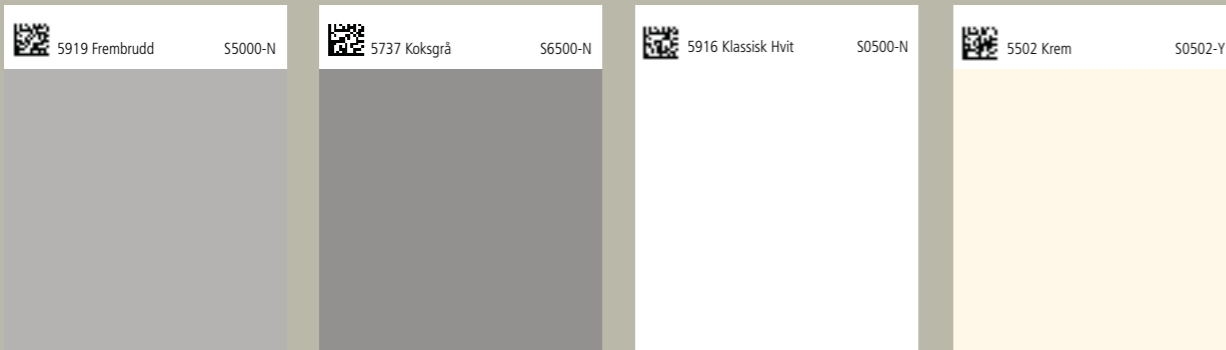 5919 Frembrudd S5000-N
5737 Koksgrå S6500-N
5916 Klassisk Hvit S0500-N
5502 Krem S0502-Y